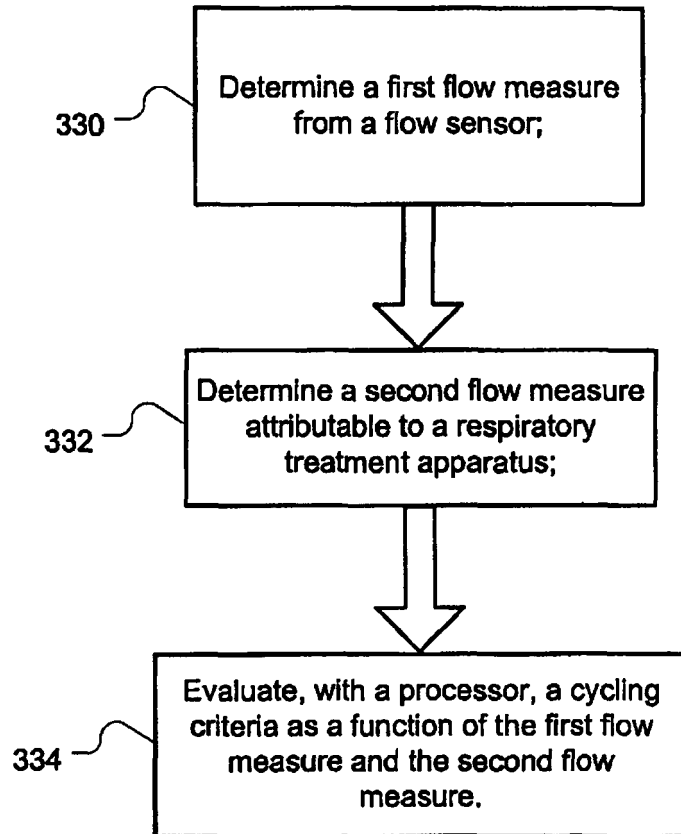 330
Determine a first flow measure
from a flow sensor;
332
Determine a second flow measure
attributable to a respiratory
treatment apparatus;
334
Evaluate, with a processor, a cycling
criteria as a function of the first flow
measure and the second flow
measure.